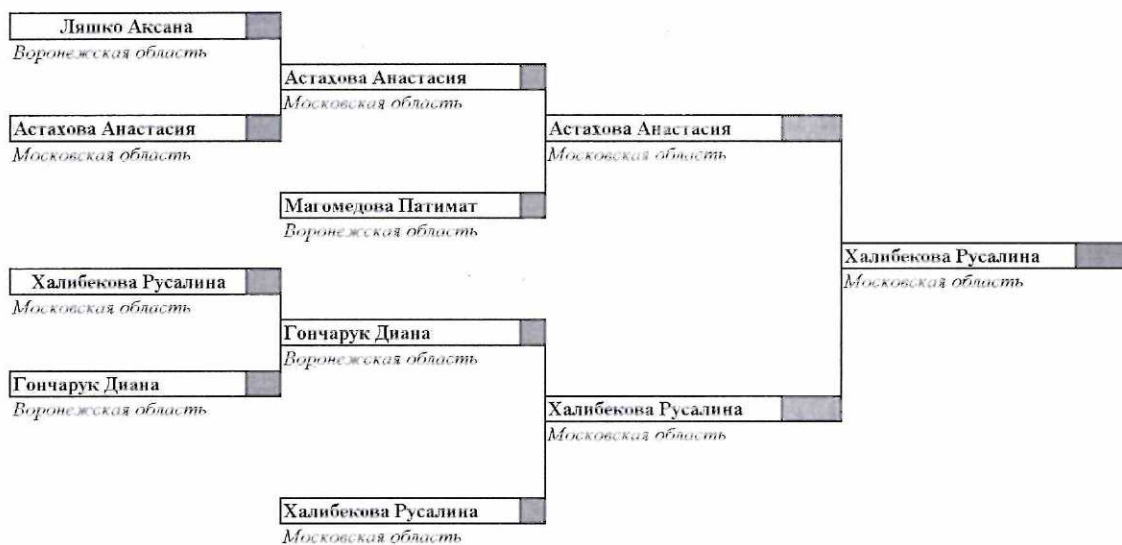 Ляшко Аксана
Воронежская область
Астахова Анастасия
Московская область
Астахова Анастасия
Московская область
Астахова Анастасия
Московская область
Магомедова Патимат
Воронежская область
Халибекова Русалина
Московская область
Халибекова Русалина
Московская область
Гончарук Диана
Воронежская область
Гончарук Диана
Воронежская область
Халибекова Русалина
Московская область
Халибекова Русалина
Московская область